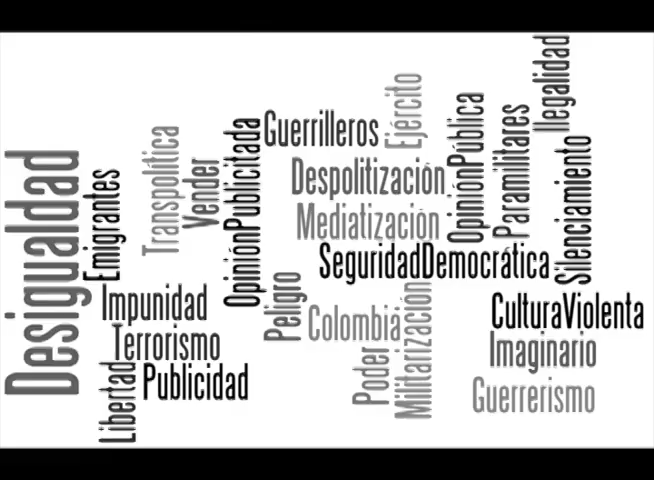 Desigualdad
Emigrantes
Transpolítica
Vender
OpiniónPublicitada
Guerrilleros
Ejército
OpiniónPública
Paramilitares
Ilegalidad
Despolitización
Mediatización
SeguridadDemocrática
Silenciamiento
Impunidad
Peligro
Colombia
Militarización
CulturaViolenta
Terrorismo
Imaginario
Libertad
Publicidad
Poder
Guerrerismo